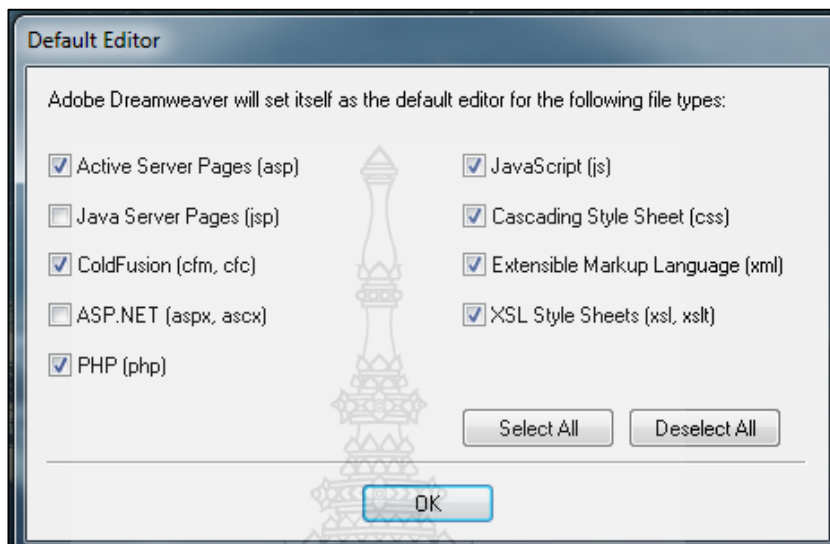 Default Editor
Adobe Dreamweaver will set itself as the default editor for the following file types:
Active Server Pages (asp)
Java Server Pages (jsp)
ColdFusion (cfm, cfc)
ASP.NET (aspx, ascx)
PHP (php)
JavaScript (js)
Cascading Style Sheet (css)
Extensible Markup Language (xml)
XSL Style Sheets (xsl, xslt)
Select All
Deselect All
OK